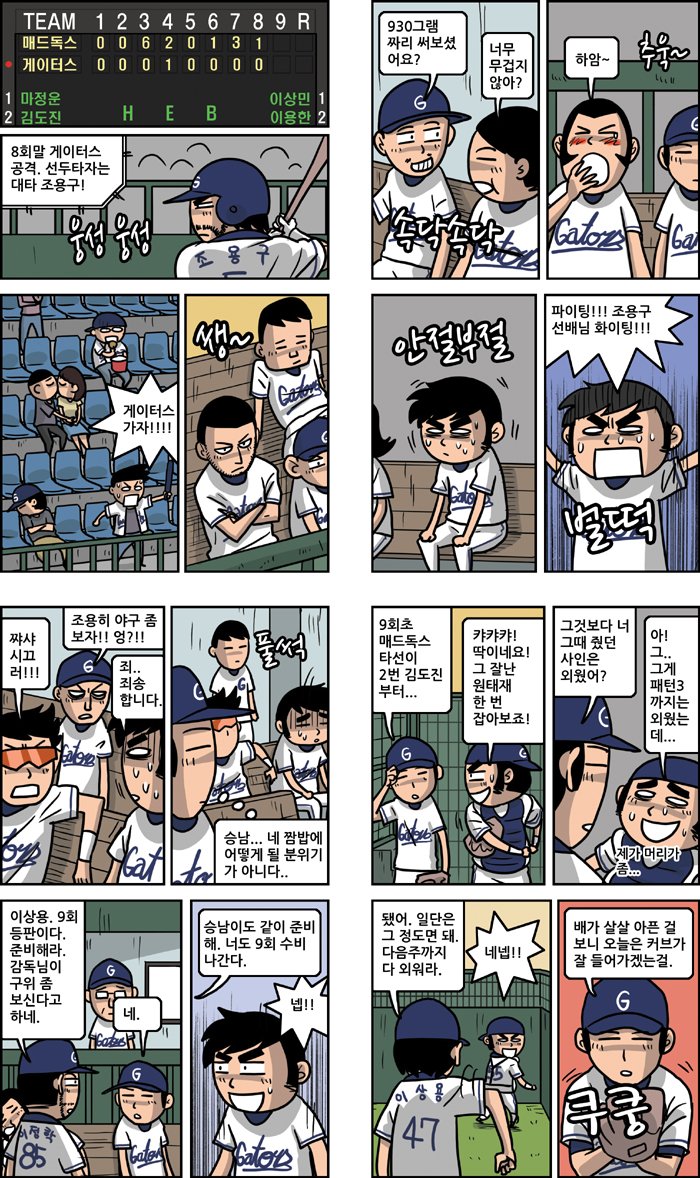 TEAM 1 2 3 4 5 6 7 8 9 R
매드독스 0 0 6 2 0 1 3 1
게이터스 0 0 0 1 0 0 0 0
1 마정운 이상민 1
2 김도진 H E B 이용한 2
8회말 게이터스
공격. 선두타자는
대타 조용구!
G
웅성 웅성
조용구
게이터스
가자!!!!
쌩~
Gators
짜샤
시끄
러!!!
조용히 야구 좀
보자!! 엉?!!
죄..
죄송
합니다.
풀썩
승남... 네 짬밥에
어떻게 될 분위기
가 아니다..
이상용. 9회
등판이다.
준비해라.
감독님이
구위 좀
보신다고
하네.
네.
85
Gators
승남이도 같이 준비
해. 너도 9회 수비
나간다.
넵!!
Gators
930그램
짜리 써보셨
어요?
너무
무겁지
않아?
속닥속닥
하암~
추욱~
Gators
안절부절
파이팅!!! 조용구
선배님 화이팅!!!
벌떡
9회초
매드독스
타선이
2번 김도진
부터...
캬캬캬!
딱이네요!
그 잘난
원태재
한 번
잡아보죠!
그것보다 너
그때 줬던
사인은
외웠어?
아!
그..
그게
패턴3
까지는
외웠는
데...
제가 머리가
좀...
됐어. 일단은
그 정도면 돼.
다음주까지
다 외워라.
네넵!!
이상용
47
배가 살살 아픈 걸
보니 오늘은 커브가
잘 들어가겠는걸.
G
쿠쿵